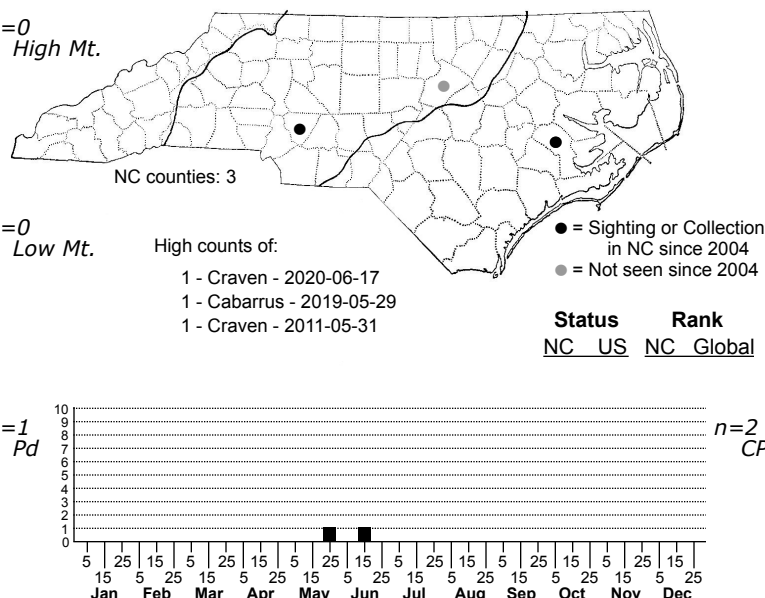 =0
High Mt.
NC counties: 3
=0
Low Mt.
High counts of:
1 - Craven - 2020-06-17
1 - Cabarrus - 2019-05-29
1 - Craven - 2011-05-31
● = Sighting or Collection
in NC since 2004
● = Not seen since 2004
Status Rank
NC US NC Global
=1
Pd
n=2
CP
10
9
8
7
6
5
4
3
2
1
0
5 25 15 5 25 15 5 25 15 5 25 15 5 25 15 5 25 15
15 5 25 15 5 25 15 5 25 15 5 25 15 5 25 15 5 25
Jan Feb Mar Apr May Jun Jul Aug Sep Oct Nov Dec